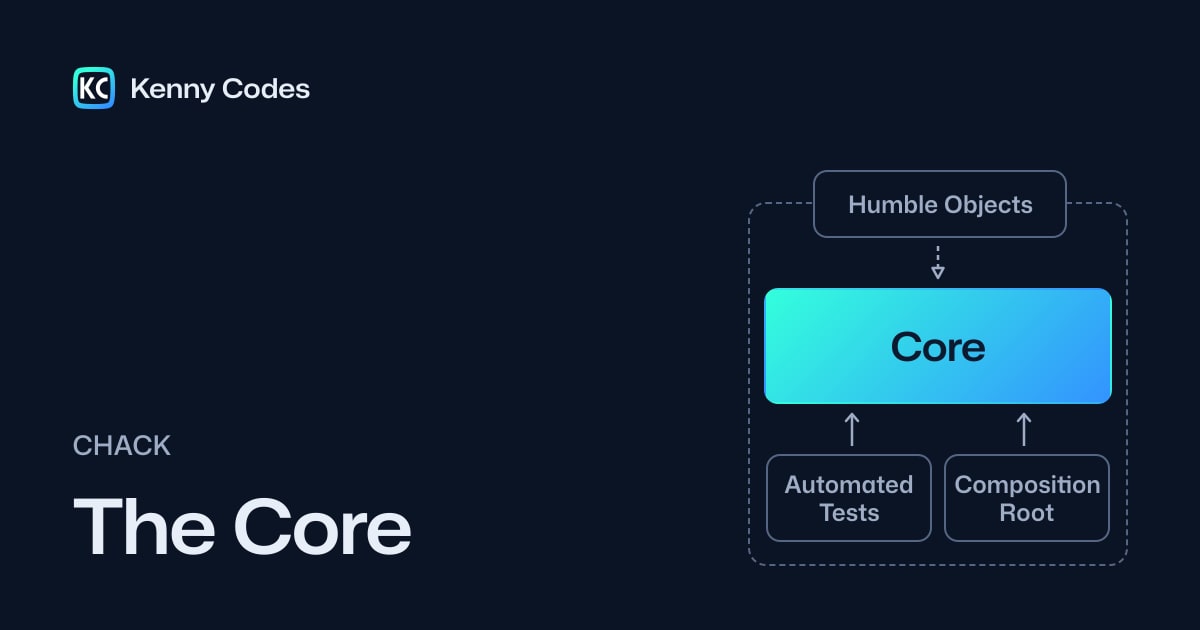 KC
Kenny Codes
CHACK
The Core
Humble Objects
Core
Automated
Tests
Composition
Root